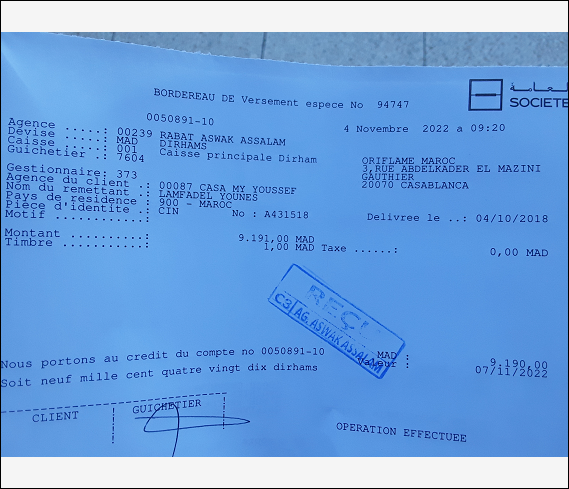 العامة
SOCIETE
BORDEREAU DE Versement espece No 94747
0050891-10
4 Novembre 2022 a 09:20
Agence .....: 00239 RABAT ASWAK ASSALAM
Devise .....: MAD DIRHAMS
Caisse .....: 001 Caisse principale Dirham
Guichetier .: 7604
ORIFLAME MAROC
3,RUE ABDELKADER EL MAZINI
GAUTHIER
20070 CASABLANCA
Gestionnaire: 373
Agence du client .: 00087 CASA MY YOUSSEF
Nom du remettant .: LAMFADEL YOUNES
Pays de residence : 900 - MAROC
Pièce d'identité .: CIN No : A431518 Delivree le ..: 04/10/2018
Motif ............:
Montant ..........: 9.191,00 MAD
Timbre ..........: 1,00 MAD Taxe ......: 0,00 MAD
REÇU
C3 AG. ASWAK ASSALAM
Nous portons au credit du compte no 0050891-10 MAD : 9.190,00
Valeur : 07/11/2022
Soit neuf mille cent quatre vingt dix dirhams
CLIENT
GUICHETIER
OPERATION EFFECTUEE